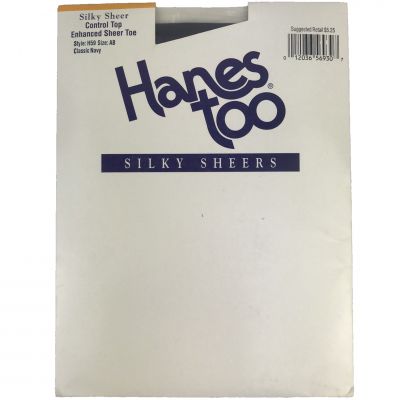 Silky Sheer
Control Top
Enhanced Sheer Toe
Style: H59 Size: AB
Classic Navy
Suggested Retail $5.25
0 12036 56930 7
Hanes
too®
SILKY SHEERS